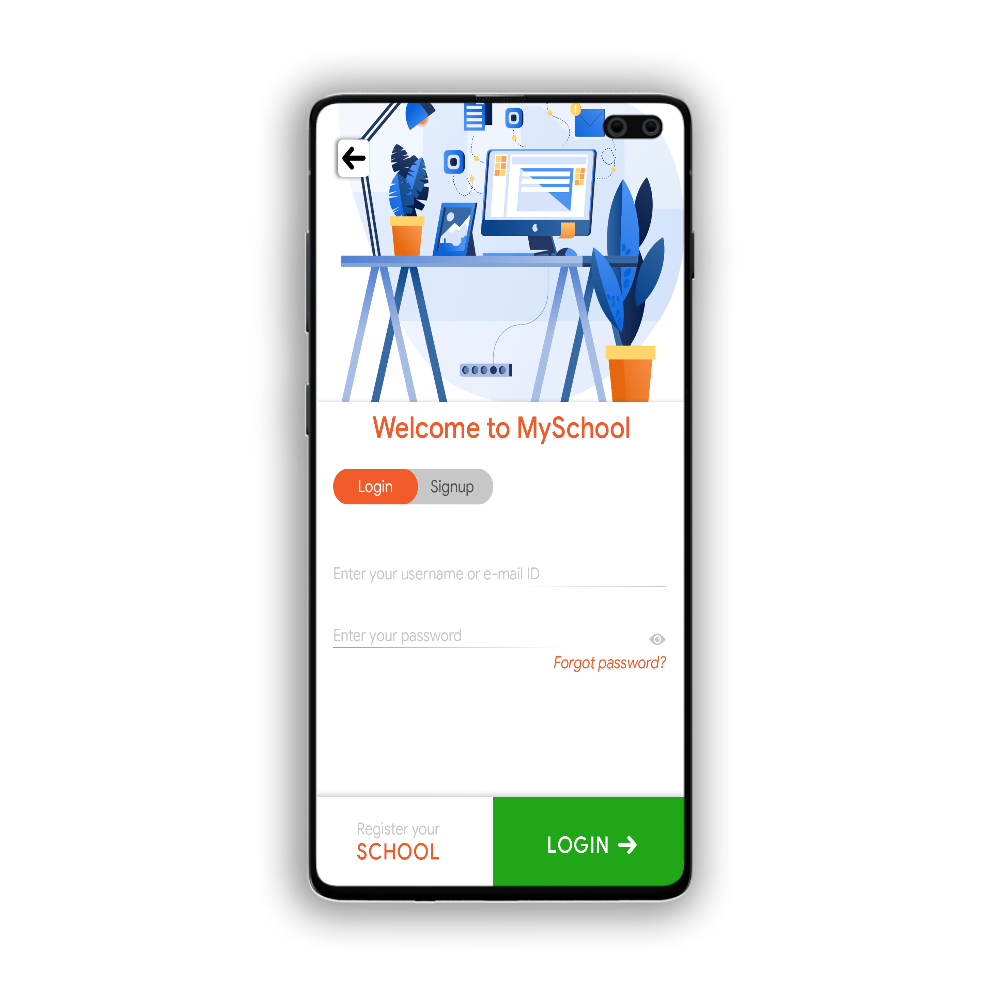 Welcome to MySchool
Login Signup
Enter your username or e-mail ID
Enter your password
Forgot password?
Register your
SCHOOL
LOGIN